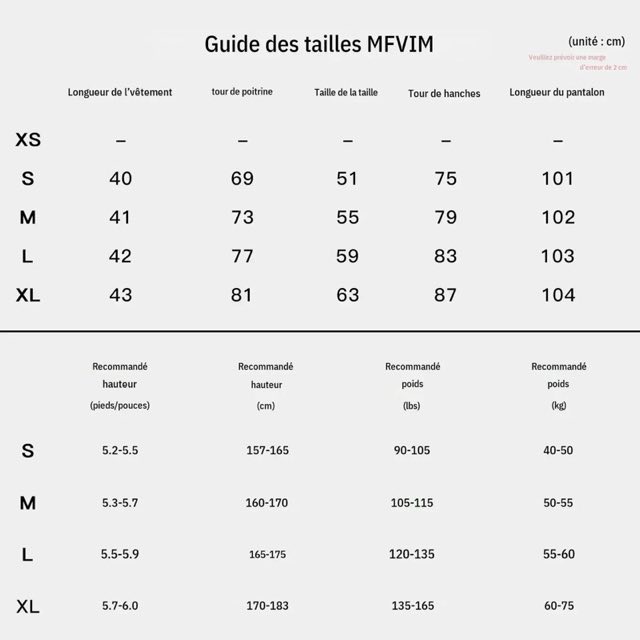 Guide des tailles MFVIM
(unité : cm)
Veuillez prévoir une marge
d'erreur de 2 cm
Longueur de l'vêtement tour de poitrine Taille de la taille Tour de hanches Longueur du pantalon
XS – – – – –
S 40 69 51 75 101
M 41 73 55 79 102
L 42 77 59 83 103
XL 43 81 63 87 104
Recommandé Recommandé Recommandé Recommandé
hauteur hauteur poids poids
(pieds/pouces) (cm) (lbs) (kg)
S 5.2-5.5 157-165 90-105 40-50
M 5.3-5.7 160-170 105-115 50-55
L 5.5-5.9 165-175 120-135 55-60
XL 5.7-6.0 170-183 135-165 60-75